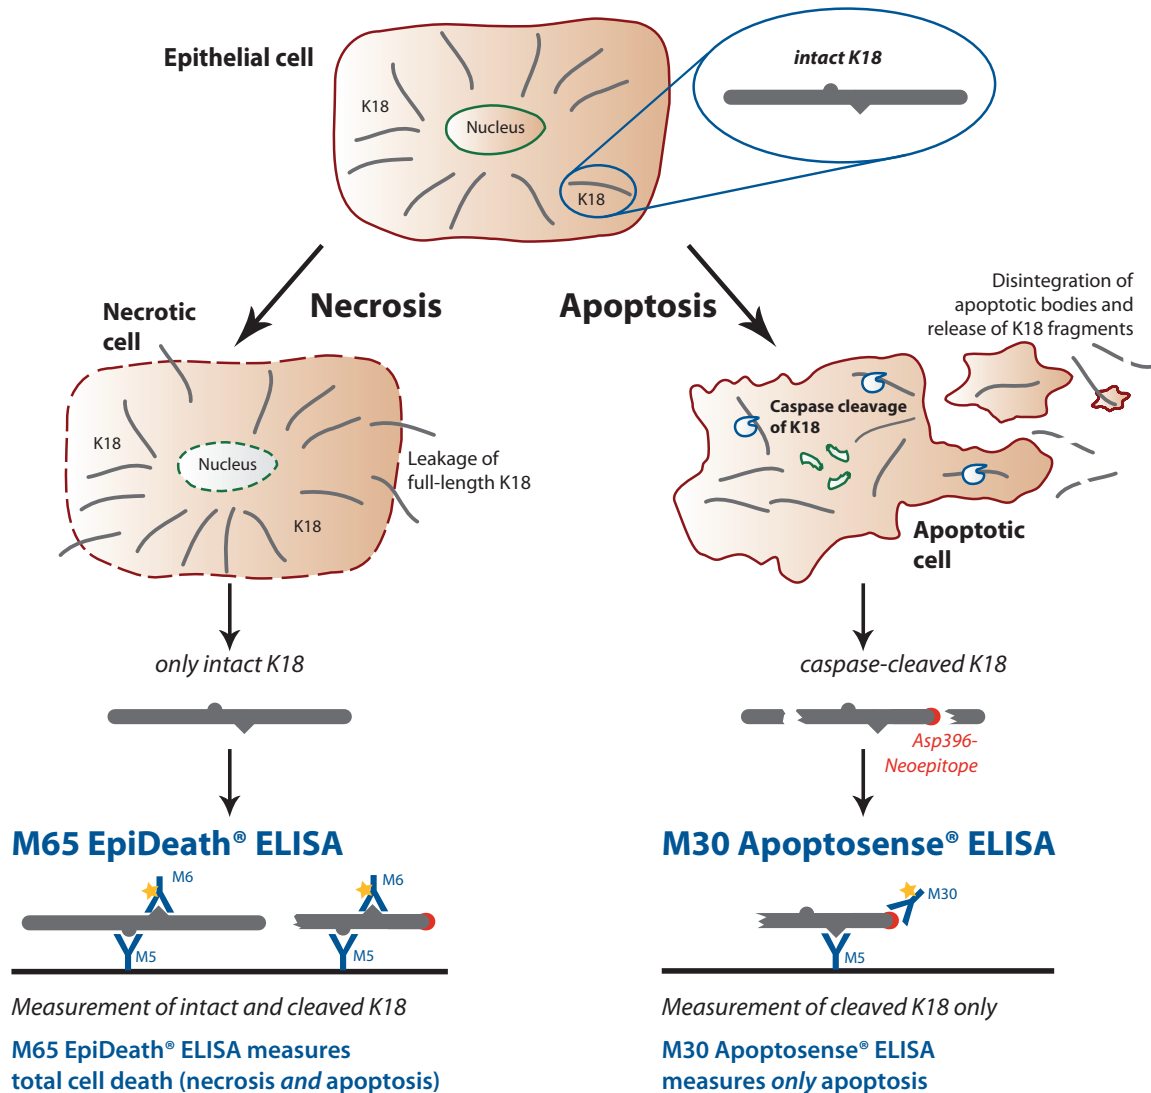 Epithelial cell
K18
Nucleus
K18
intact K18
Necrosis
Apoptosis
Necrotic
cell
K18
Nucleus
K18
Leakage of
full-length K18
Disintegration of
apoptotic bodies and
release of K18 fragments
Caspase cleavage
of K18
Apoptotic
cell
only intact K18
caspase-cleaved K18
Asp396-
Neoepitope
M65 EpiDeath® ELISA
M6
M5
M6
M5
Measurement of intact and cleaved K18
M65 EpiDeath® ELISA measures
total cell death (necrosis and apoptosis)
M30 Apoptosense® ELISA
M30
M5
Measurement of cleaved K18 only
M30 Apoptosense® ELISA
measures only apoptosis